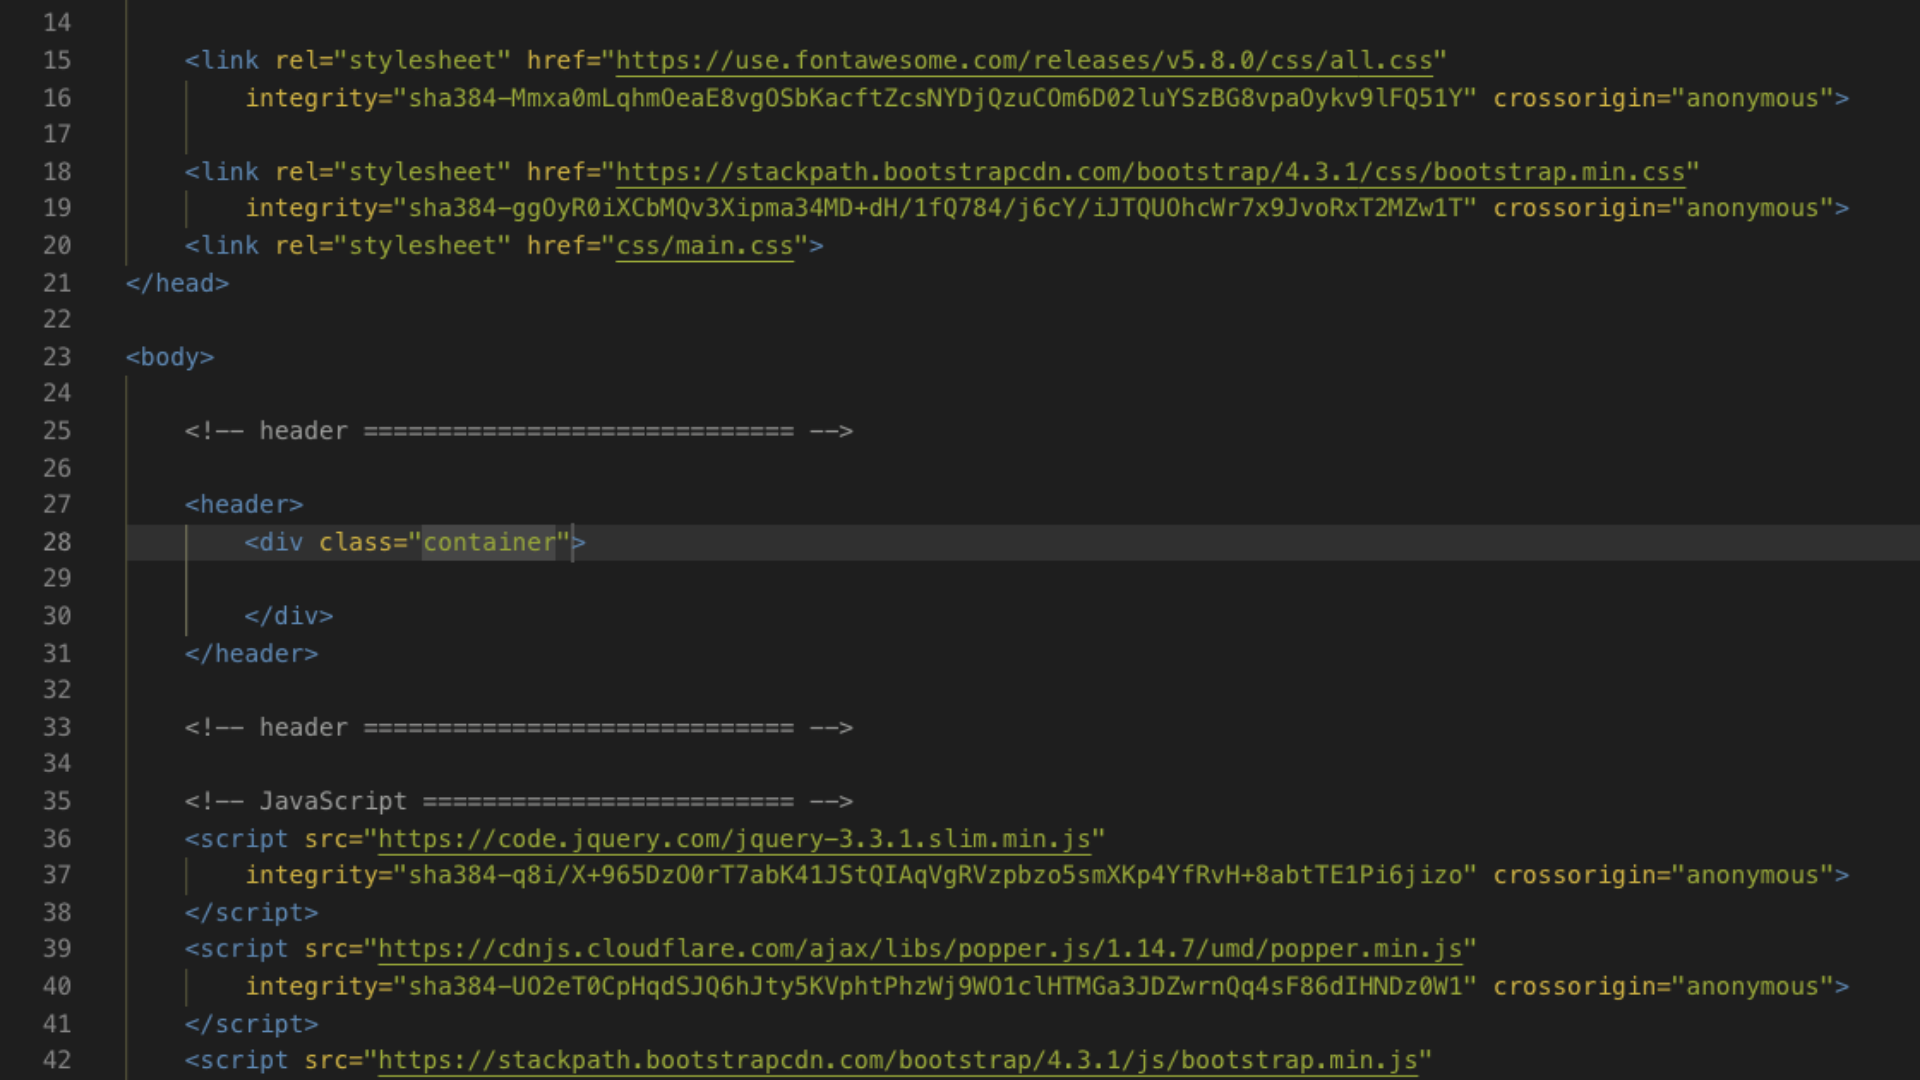 14
15 <link rel="stylesheet" href="https://use.fontawesome.com/releases/v5.8.0/css/all.css"
16 integrity="sha384-Mmxa0mLqhmOeaE8vgOSbKacftZcsNYDjQzuCOm6D02luYSzBG8vpaOykv9lFQ51Y" crossorigin="anonymous">
17
18 <link rel="stylesheet" href="https://stackpath.bootstrapcdn.com/bootstrap/4.3.1/css/bootstrap.min.css"
19 integrity="sha384-ggOyR0iXCbMQv3Xipma34MD+dH/1fQ784/j6cY/iJTQUOhcWr7x9JvoRxT2MZw1T" crossorigin="anonymous">
20 <link rel="stylesheet" href="css/main.css">
21 </head>
22
23 <body>
24
25 <!-- header ============================= -->
26
27 <header>
28 <div class="container">
29
30 </div>
31 </header>
32
33 <!-- header ============================= -->
34
35 <!-- JavaScript ========================= -->
36 <script src="https://code.jquery.com/jquery-3.3.1.slim.min.js"
37 integrity="sha384-q8i/X+965DzO0rT7abK41JStQIAqVgRVzpbzo5smXKp4YfRvH+8abtTE1Pi6jizo" crossorigin="anonymous">
38 </script>
39 <script src="https://cdnjs.cloudflare.com/ajax/libs/popper.js/1.14.7/umd/popper.min.js"
40 integrity="sha384-UO2eT0CpHqdSJQ6hJty5KVphtPhzWj9WO1clHTMGa3JDZwrnQq4sF86dIHNDz0W1" crossorigin="anonymous">
41 </script>
42 <script src="https://stackpath.bootstrapcdn.com/bootstrap/4.3.1/js/bootstrap.min.js"